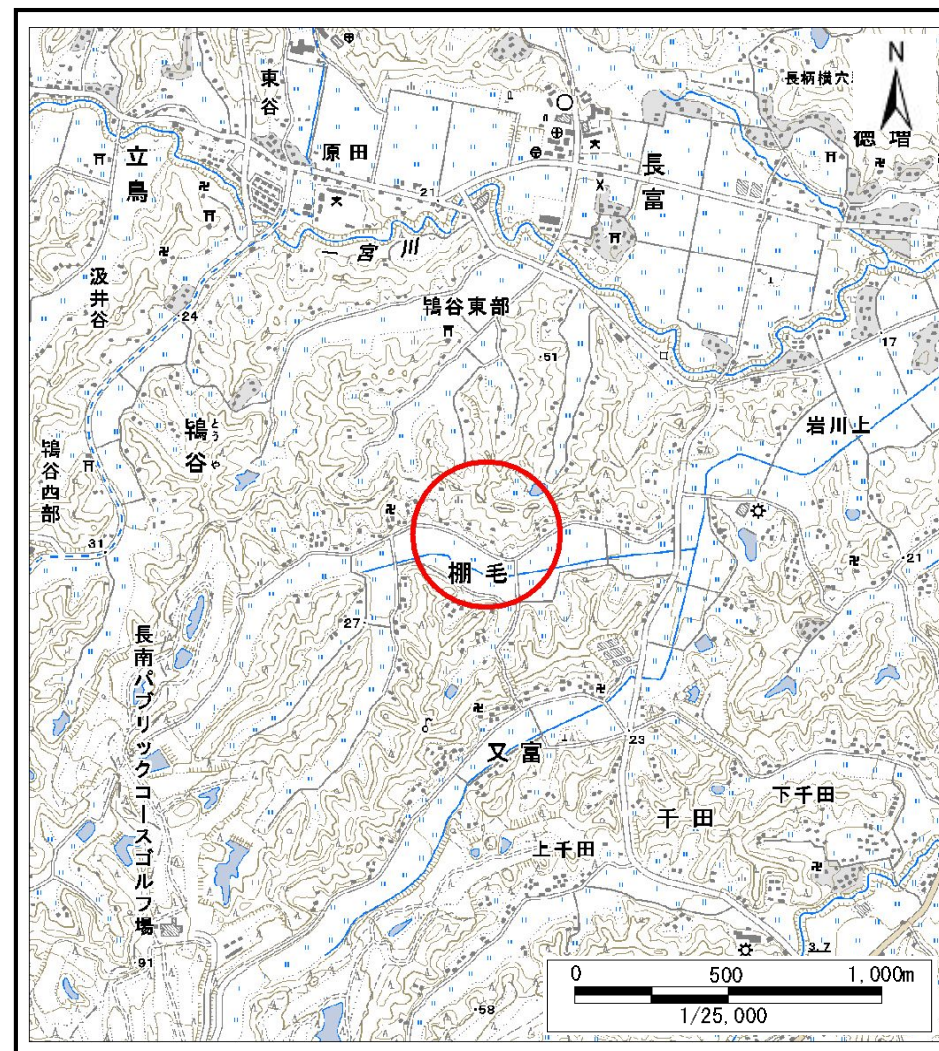 N
東谷
長柄横穴
徳増
立鳥
原田
21
長富
一宮川
汲井谷
24
鴇谷東部
51
17
鴇谷
とうや
岩川上
鴇谷西部
31
棚毛
21
27
長南パブリックコースゴルフ場
50
又富
23
下千田
千田
上千田
91
37
58
0 500 1,000m
1/25,000